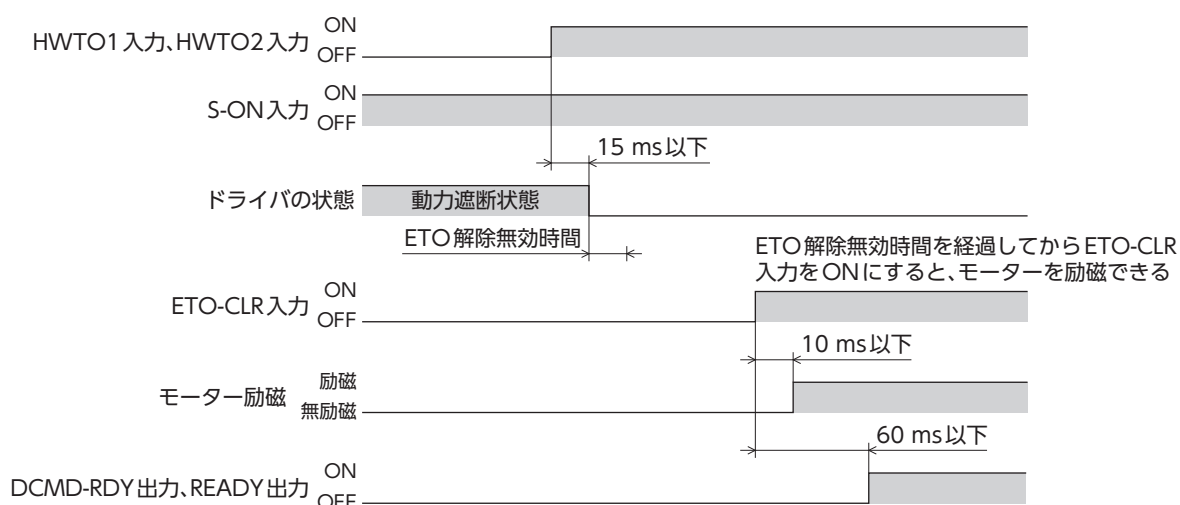 HWTO1入力、HWTO2入力 ON
OFF
S-ON入力 ON
OFF
15 ms以下
ドライバの状態 動力遮断状態
ETO解除無効時間
ETO解除無効時間を経過してからETO-CLR
入力をONにすると、モーターを励磁できる
ETO-CLR入力 ON
OFF
10 ms以下
モーター励磁 励磁
無励磁
60 ms以下
DCMD-RDY出力、READY出力 ON
OFF